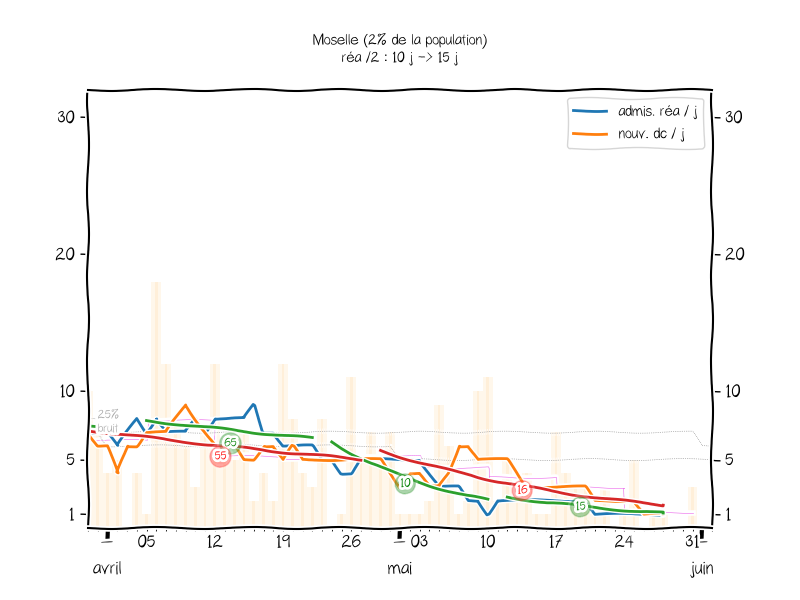 Moselle (2% de la population)
réa /2 : 10 j -> 15 j
30 30
admis. réa / j
nouv. dc / j
20 20
10 10
25%
bruit
65
55
5 5
10
16
15
1 1
05 12 19 26 03 10 17 24 31
avril mai juin